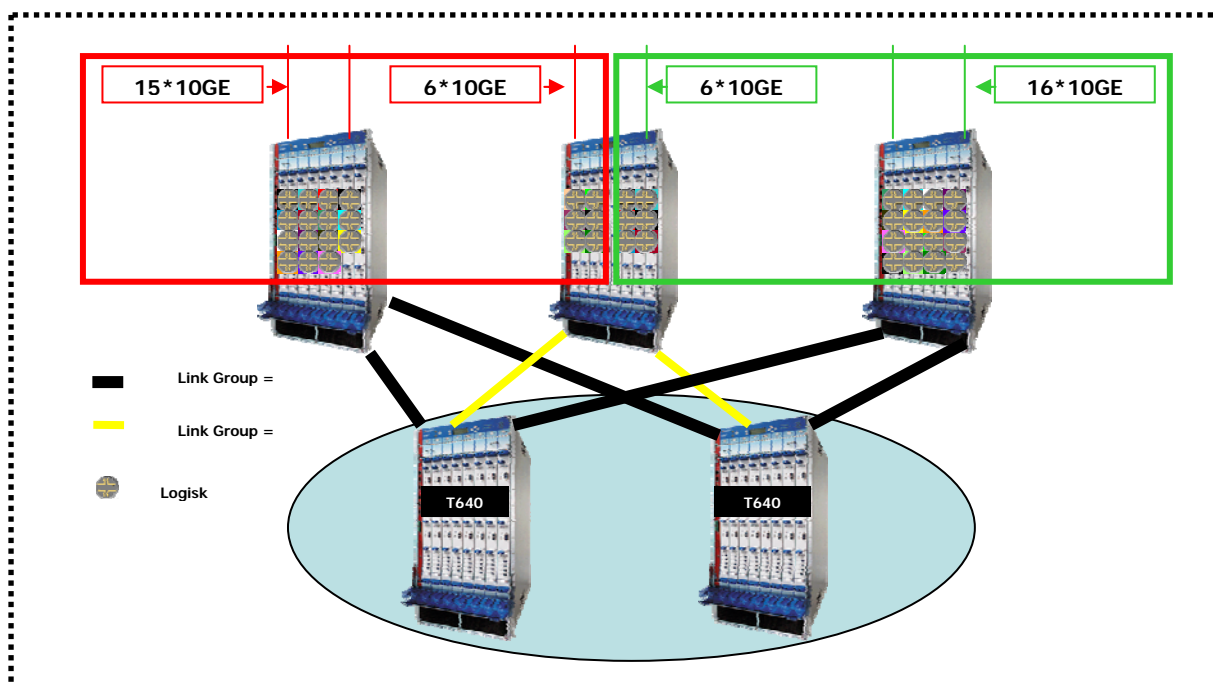 15*10GE
6*10GE
6*10GE
16*10GE
Link Group =
Link Group =
Logisk
T640
T640